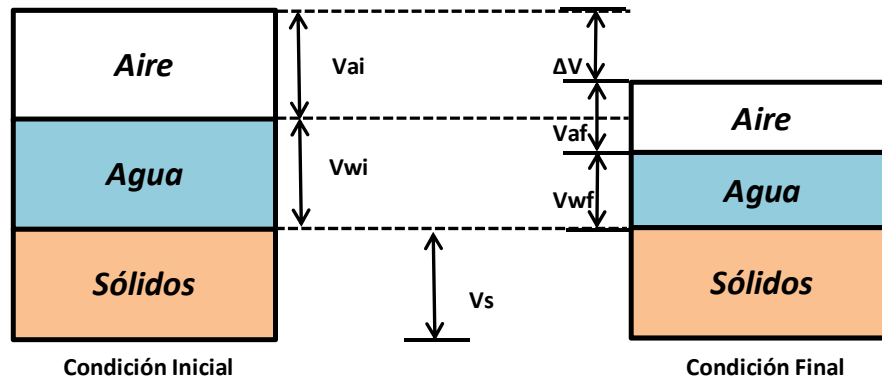 Aire
Vai
ΔV
Aire
Vaf
Agua
Vwi
Agua
Vwf
Sólidos
Vs
Sólidos
Condición Inicial
Condición Final